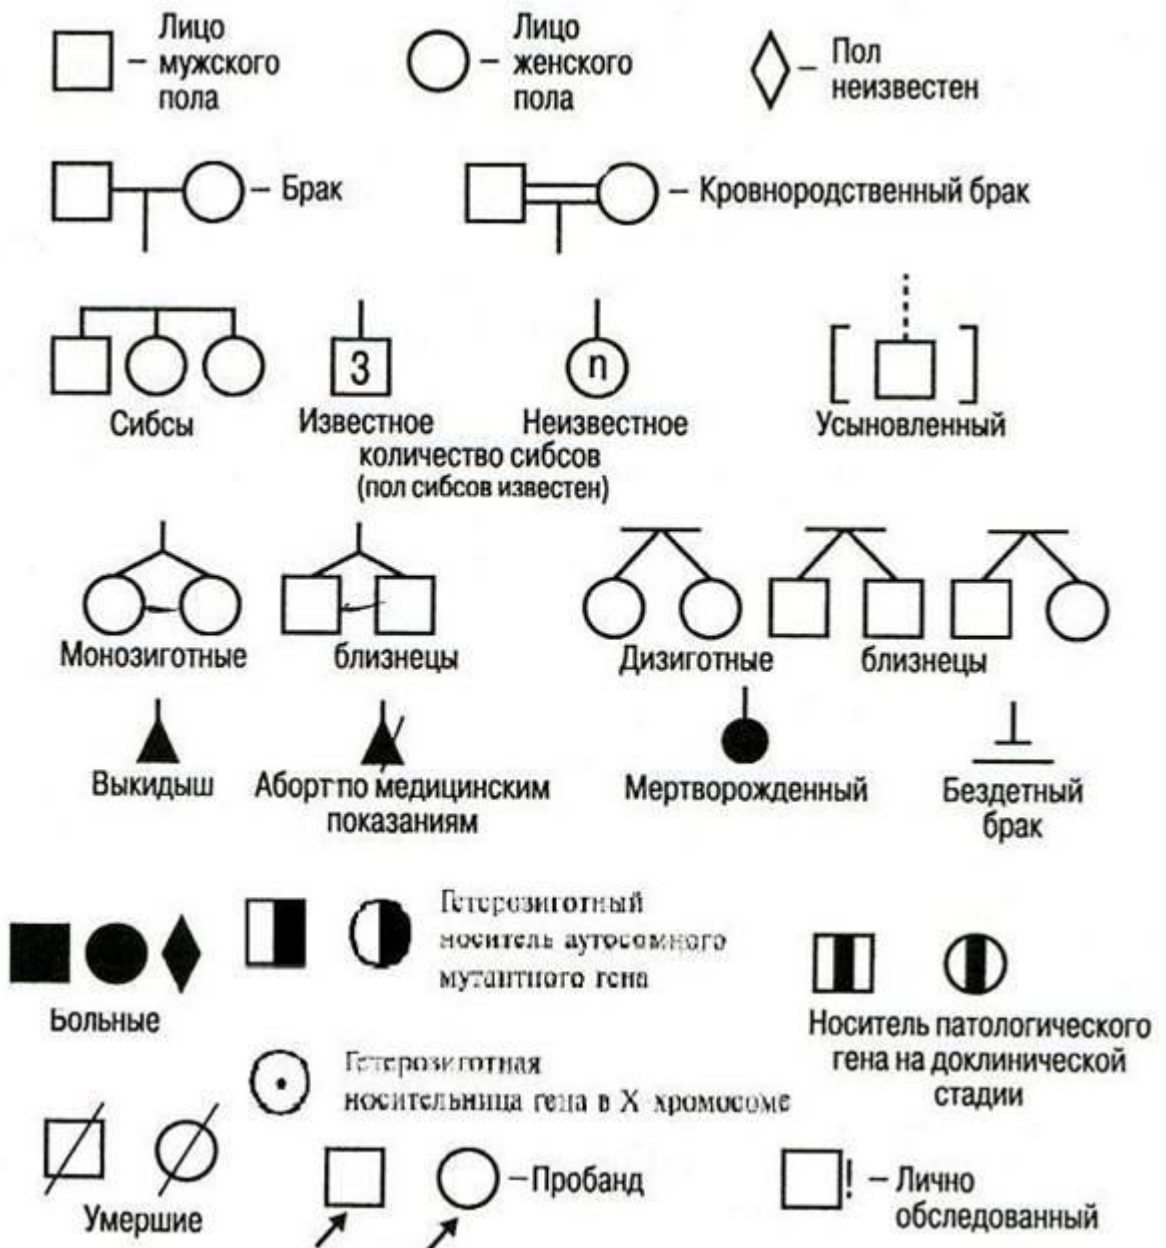 Лицо
мужского
пола
Лицо
женского
пола
Пол
неизвестен
Брак
Кровнородственный брак
Сибсы
3
Известное
n
Неизвестное
количество сибсов
(пол сибсов известен)
Усыновленный
Монозиготные близнецы
Дизиготные близнецы
Выкидыш
Аборт по медицинским
показаниям
Мертворожденный
Бездетный
брак
Больные
Гетерозиготный
носитель аутосомного
мутантного гена
Носитель патологического
гена на доклинической
стадии
Гетерозиготная
носительница гена в X хромосоме
Умершие
Пробанд
! – Лично
обследованный